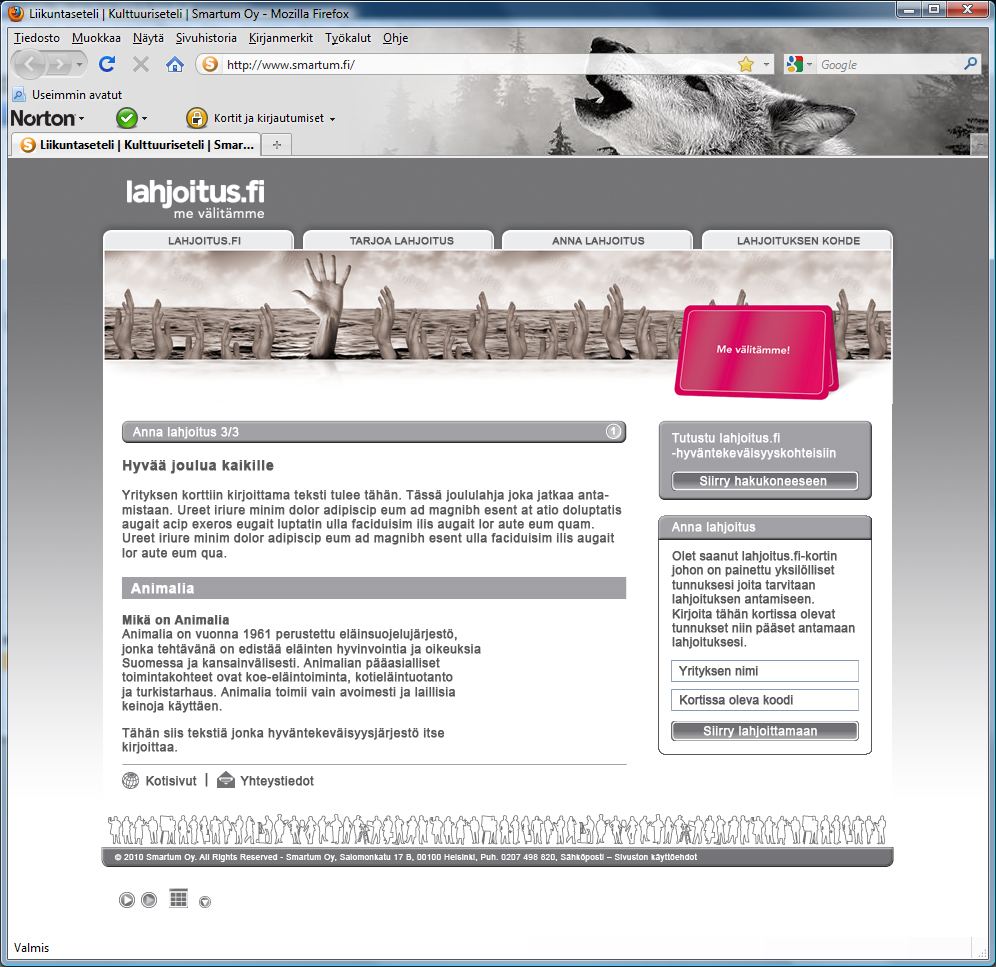 Liikuntaseteli | Kulttuuriseteli | Smartum Oy - Mozilla Firefox
Tiedosto Muokkaa Näytä Sivuhistoria Kirjanmerkit Työkalut Ohje
http://www.smartum.fi/ Google
Useimmin avatut
Norton Kortit ja kirjautumiset
S Liikuntaseteli | Kulttuuriseteli | Smar...
lahjoitus.fi
me välitämme
LAHJOITUS.FI TARJOA LAHJOITUS ANNA LAHJOITUS LAHJOITUKSEN KOHDE
Me välitämme!
Anna lahjoitus 3/3 1
Hyvää joulua kaikille
Yrityksen korttiin kirjoittama teksti tulee tähän. Tässä joululahja joka jatkaa anta-
mistaan. Ureet iriure minim dolor adipiscip eum ad magnibh esent at atio doluptatis
augait acip exeros eugait luptatin ulla faciduisim ilis augait lor aute eum quam.
Ureet iriure minim dolor adipiscip eum ad magnibh esent ulla faciduisim ilis augait
lor aute eum qua.
Animalia
Mikä on Animalia
Animalia on vuonna 1961 perustettu eläinsuojelujärjestö,
jonka tehtävänä on edistää eläinten hyvinvointia ja oikeuksia
Suomessa ja kansainvälisesti. Animalian pääasialliset
toimintakohteet ovat koe-eläintoiminta, kotieläintuotanto
ja turkistarhaus. Animalia toimii vain avoimesti ja laillisia
keinoja käyttäen.
Tähän siis tekstiä jonka hyväntekeväisyysjärjestö itse
kirjoittaa.
Kotisivut | Yhteystiedot
Tutustu lahjoitus.fi
-hyväntekeväisyyskohteisiin
Siirry hakukoneeseen
Anna lahjoitus
Olet saanut lahjoitus.fi-kortin
johon on painettu yksilölliset
tunnuksesi joita tarvitaan
lahjoituksen antamiseen.
Kirjoita tähän kortissa olevat
tunnukset niin pääset antamaan
lahjoituksesi.
Yrityksen nimi
Kortissa oleva koodi
Siirry lahjoittamaan
© 2010 Smartum Oy. All Rights Reserved - Smartum Oy, Salomonkatu 17 B, 00100 Helsinki, Puh. 0207 498 820, Sähköposti – Sivuston käyttöehdot
Valmis